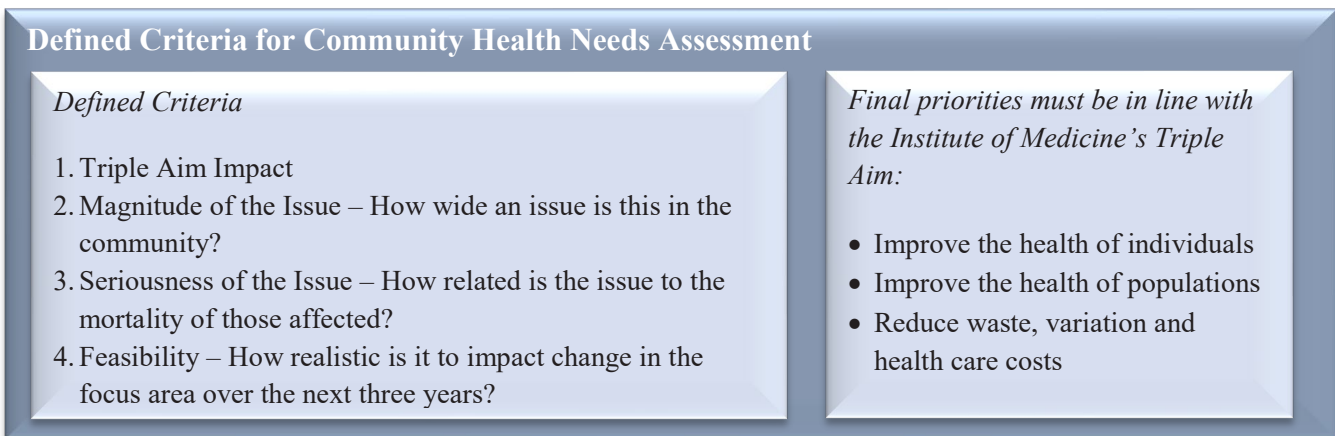 Defined Criteria for Community Health Needs Assessment
Defined Criteria
1. Triple Aim Impact
2. Magnitude of the Issue – How wide an issue is this in the
community?
3. Seriousness of the Issue – How related is the issue to the
mortality of those affected?
4. Feasibility – How realistic is it to impact change in the
focus area over the next three years?
Final priorities must be in line with
the Institute of Medicine’s Triple
Aim:
• Improve the health of individuals
• Improve the health of populations
• Reduce waste, variation and
health care costs